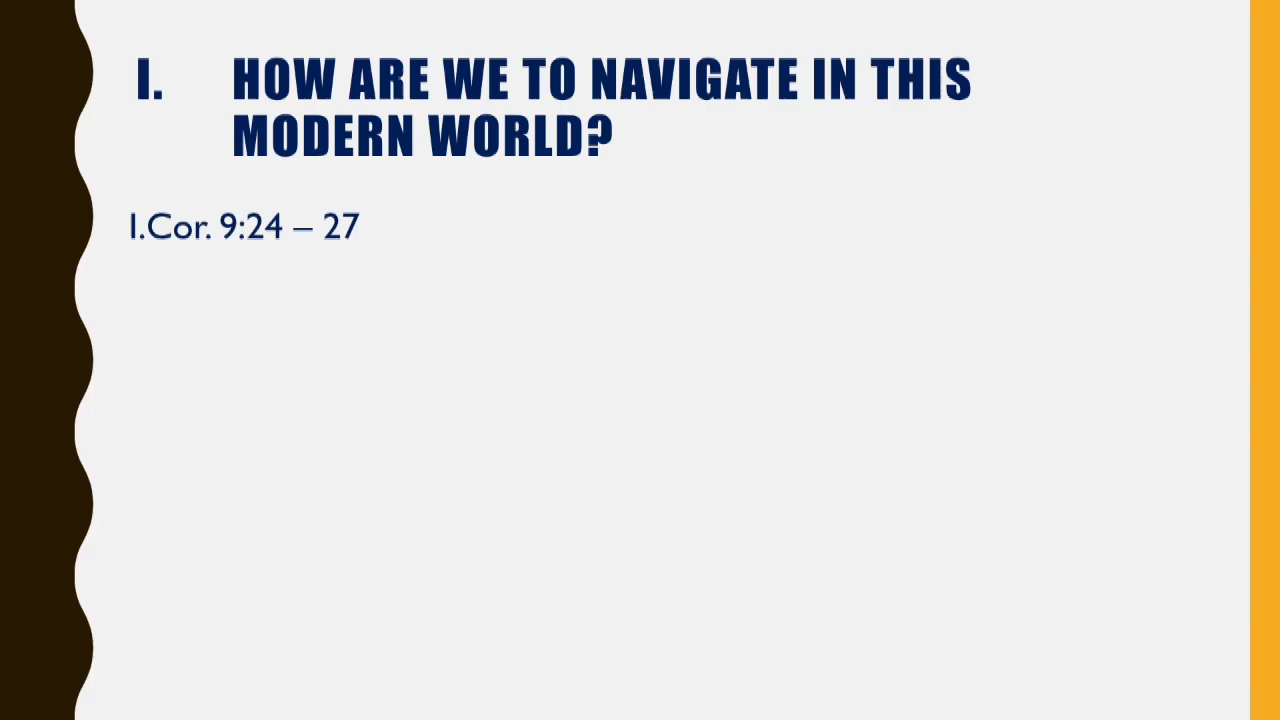 I. HOW ARE WE TO NAVIGATE IN THIS
MODERN WORLD?
I.Cor. 9:24 – 27